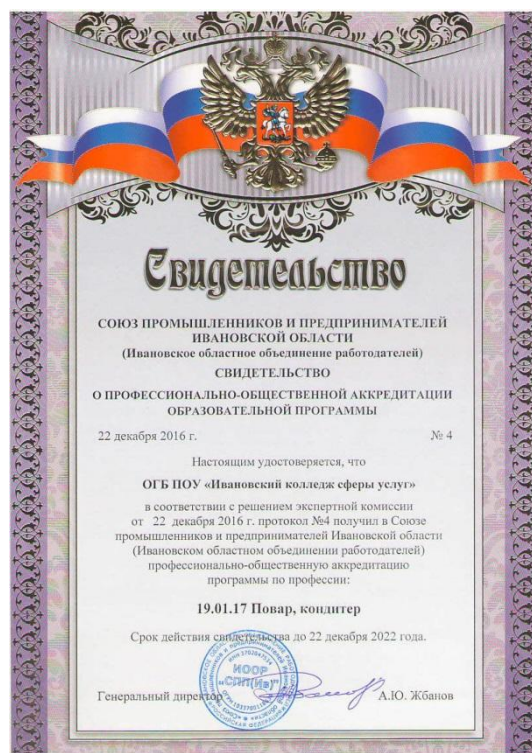 Свидетельство
СОЮЗ ПРОМЫШЛЕННИКОВ И ПРЕДПРИНИМАТЕЛЕЙ
ИВАНОВСКОЙ ОБЛАСТИ
(Ивановское областное объединение работодателей)
СВИДЕТЕЛЬСТВО
О ПРОФЕССИОНАЛЬНО-ОБЩЕСТВЕННОЙ АККРЕДИТАЦИИ
ОБРАЗОВАТЕЛЬНОЙ ПРОГРАММЫ
22 декабря 2016 г. № 4
Настоящим удостоверяется, что
ОГБ ПОУ «Ивановский колледж сферы услуг»
в соответствии с решением экспертной комиссии
от 22 декабря 2016 г. протокол №4 получил в Союзе
промышленников и предпринимателей Ивановской области
(Ивановском областном объединении работодателей)
профессионально-общественную аккредитацию
программы по профессии:
19.01.17 Повар, кондитер
Срок действия свидетельства до 22 декабря 2022 года.
ИООР
"СПП(Ив)"
Генеральный директор А.Ю. Жбанов